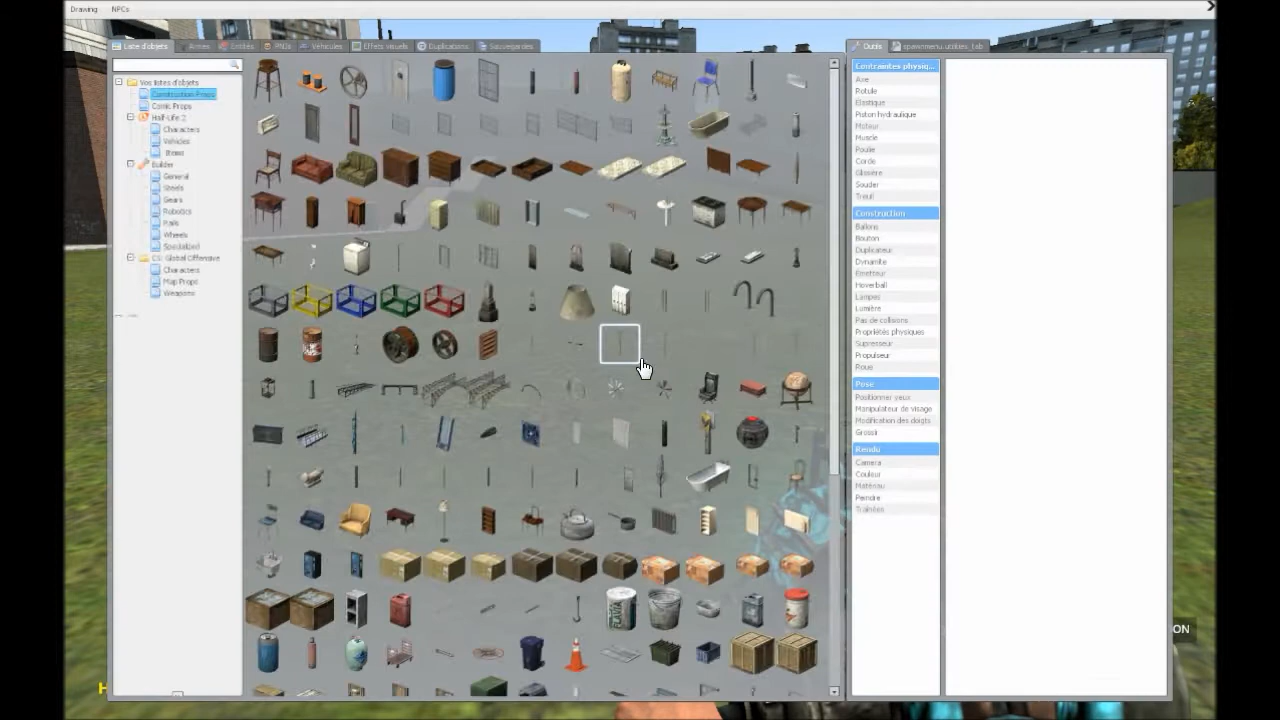 Drawing NPCs
Liste d'objets Armes Entités PNJs Véhicules Effets visuels Duplications Sauvegardes
Outils spawnmenu.utilities_tab
Vos listes d'objets
Construction Props
Comic Props
Half-Life 2
Characters
Vehicles
Items
Builder
General
Steels
Gears
Robotics
Rails
Wheels
Specialized
CS: Global Offensive
Characters
Map Props
Weapons
Contraintes physiq...
Axe
Rotule
Elastique
Piston hydraulique
Moteur
Muscle
Poulie
Corde
Glissière
Souder
Treuil
Construction
Ballons
Bouton
Duplicateur
Dynamite
Emetteur
Hoverball
Lampes
Lumière
Pas de collisions
Propriétés physiques
Supresseur
Propulseur
Roue
Pose
Positionner yeux
Manipulateur de visage
Modification des doigts
Grossir
Rendu
Camera
Couleur
Matériau
Peindre
Traînées
ON
H